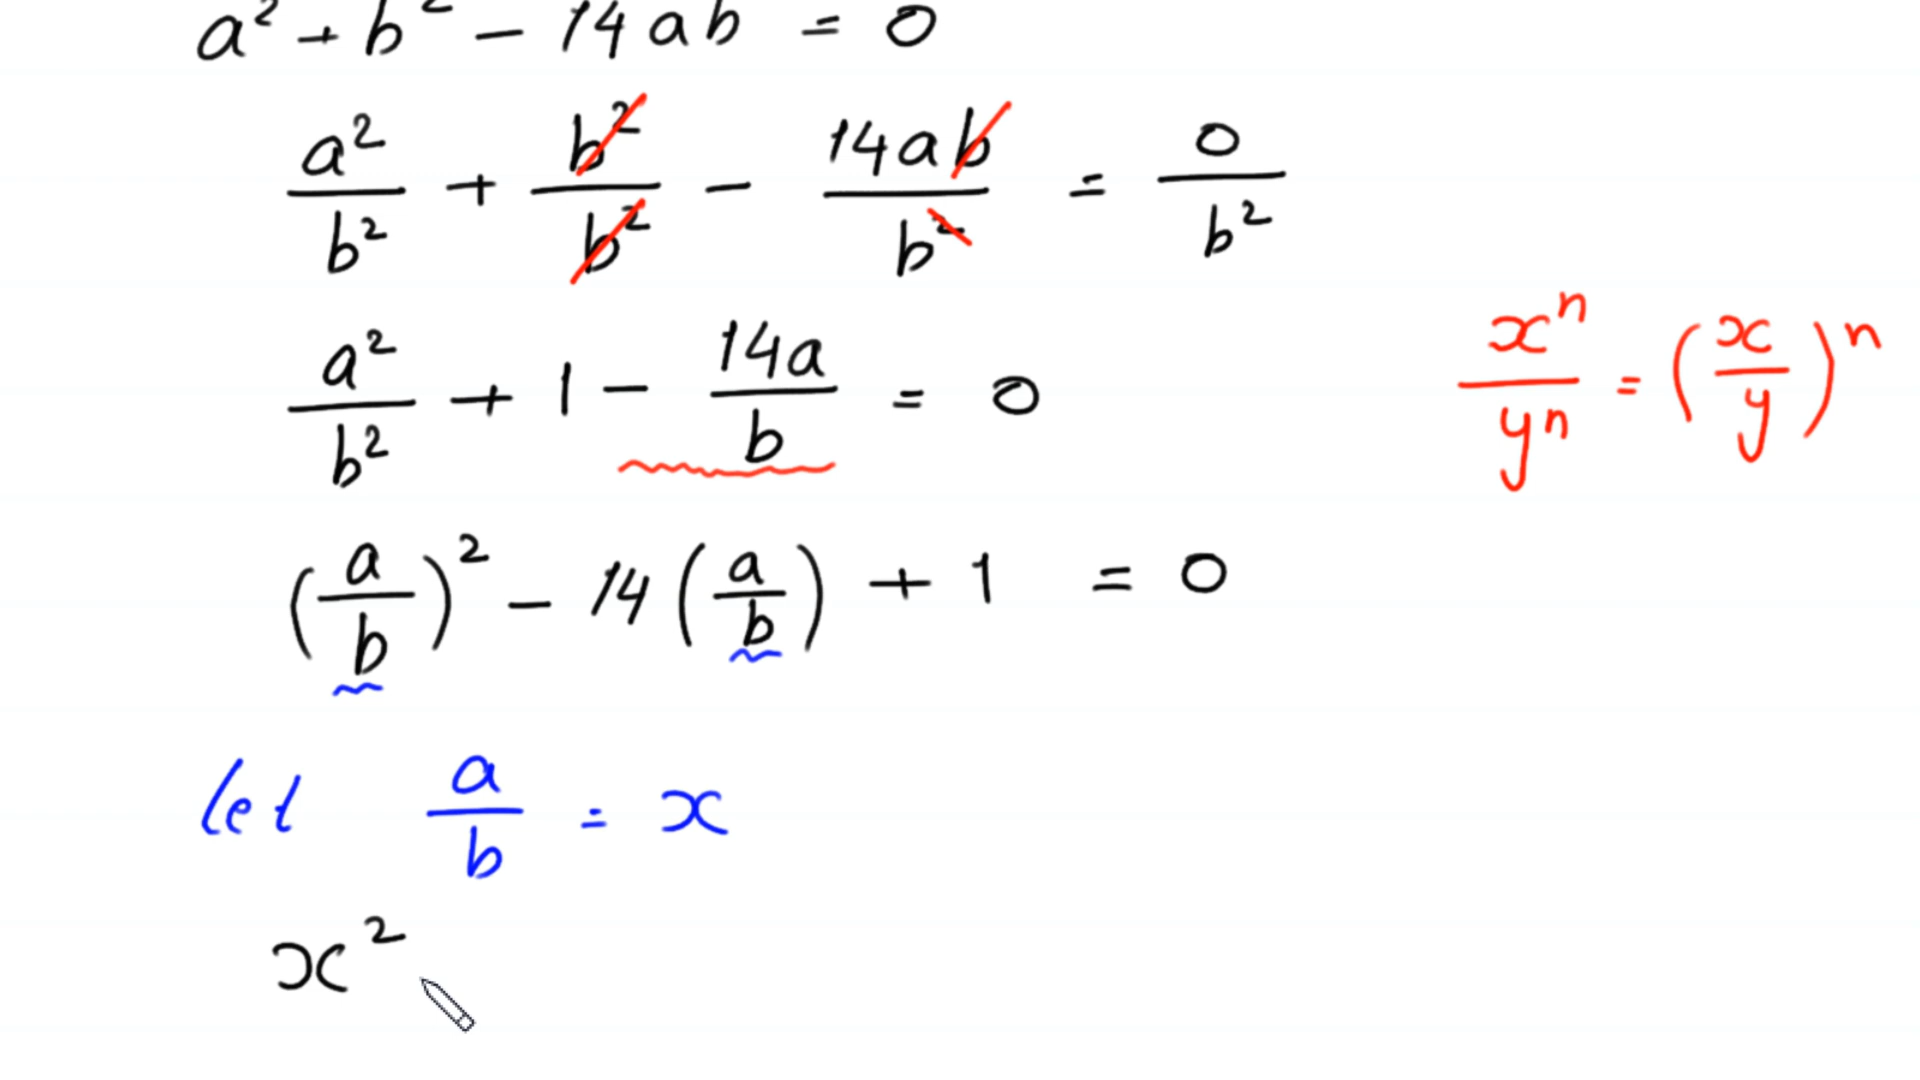 a² + b² - 14ab = 0
a²/b² + b²/b² - 14ab/b² = 0/b²
a²/b² + 1 - 14a/b = 0
xⁿ/yⁿ = (x/y)ⁿ
(a/b)² - 14(a/b) + 1 = 0
let a/b = x
x²